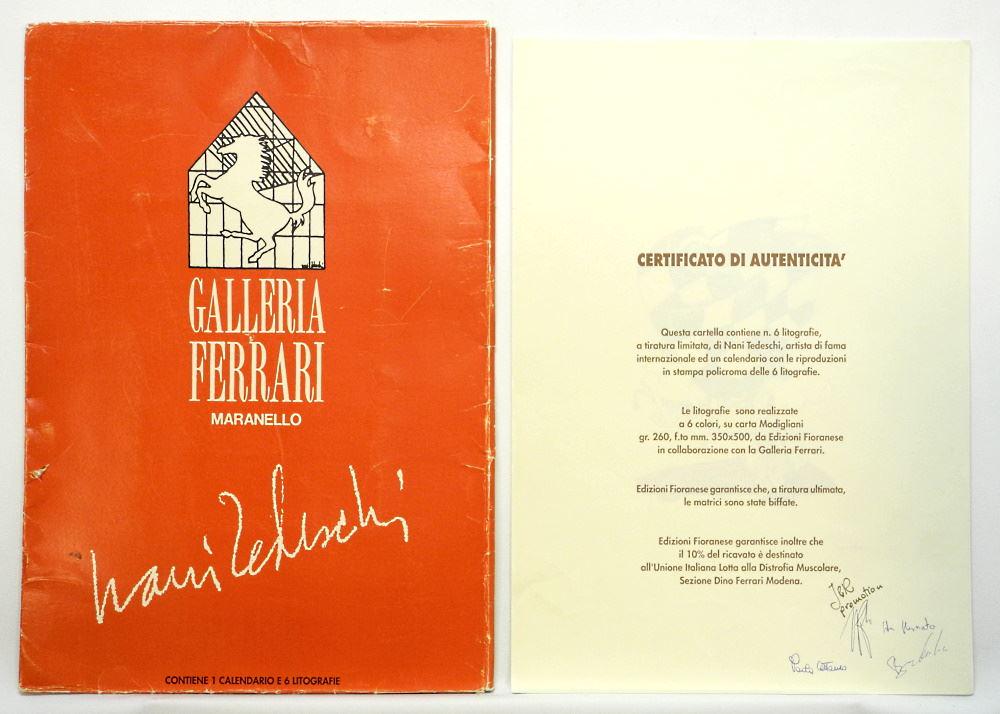 GALLERIA
FERRARI
MARANELLO
Nani Tedeschi
CONTIENE 1 CALENDARIO E 6 LITOGRAFIE
CERTIFICATO DI AUTENTICITA'
Questa cartella contiene n. 6 litografie,
a tiratura limitata, di Nani Tedeschi, artista di fama
internazionale ed un calendario con le riproduzioni
in stampa policroma delle 6 litografie.
Le litografie sono realizzate
a 6 colori, su carta Modigliani
gr. 260, f.to mm. 350x500, da Edizioni Fioranese
in collaborazione con la Galleria Ferrari.
Edizioni Fioranese garantisce che, a tiratura ultimata,
le matrici sono state biffate.
Edizioni Fioranese garantisce inoltre che
il 10% del ricavato è destinato
all'Unione Italiana Lotta alla Distrofia Muscolare,
Sezione Dino Ferrari Modena.
promotion